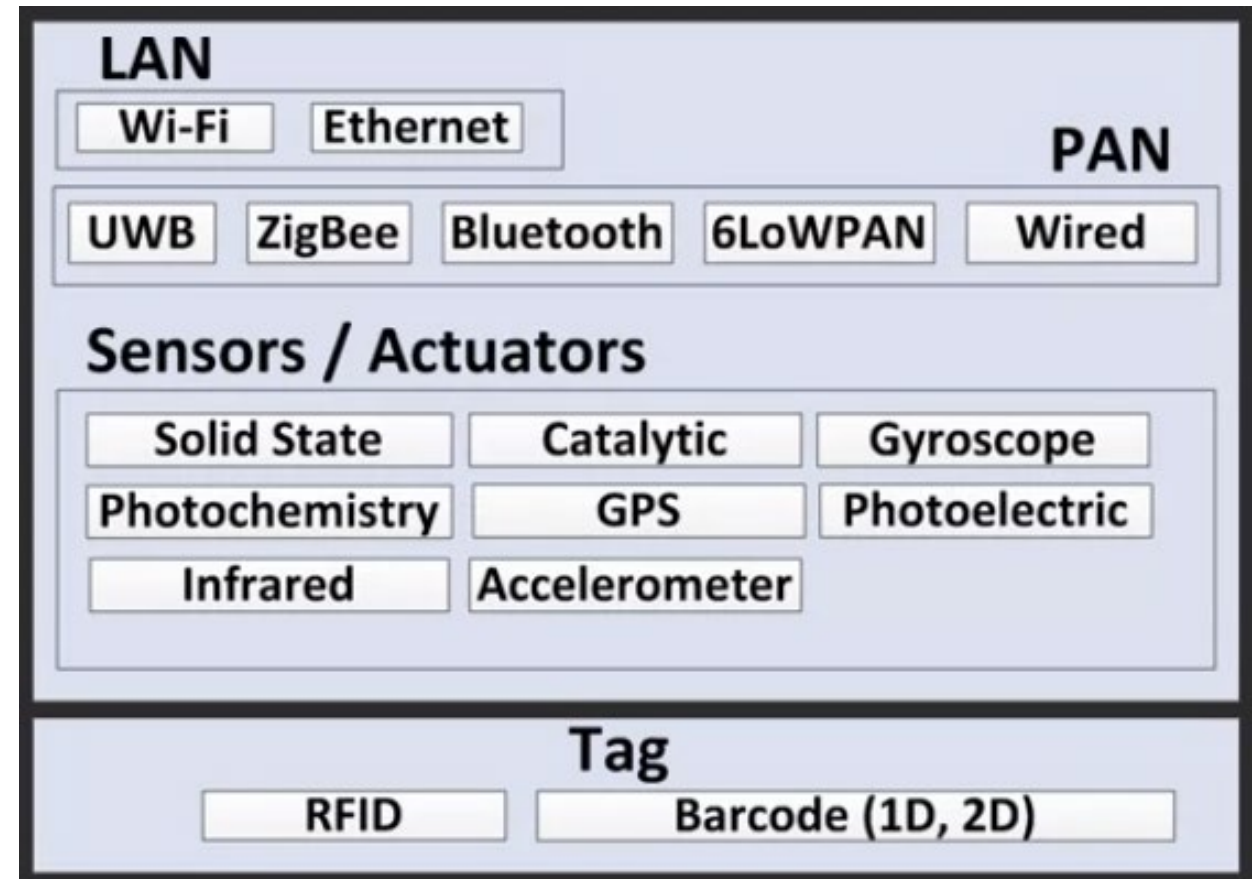 LAN
Wi-Fi Ethernet
PAN
UWB ZigBee Bluetooth 6LoWPAN Wired
Sensors / Actuators
Solid State Catalytic Gyroscope
Photochemistry GPS Photoelectric
Infrared Accelerometer
Tag
RFID Barcode (1D, 2D)